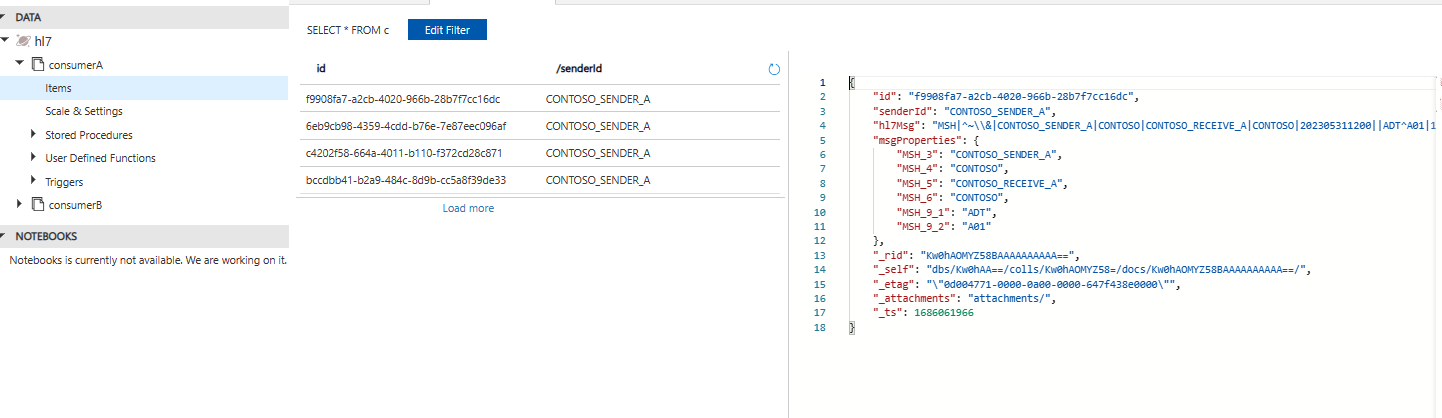 DATA
hl7
consumerA
Items
Scale & Settings
Stored Procedures
User Defined Functions
Triggers
consumerB
NOTEBOOKS
Notebooks is currently not available. We are working on it.
SELECT * FROM c
Edit Filter
id /senderId
f9908fa7-a2cb-4020-966b-28b7f7cc16dc CONTOSO_SENDER_A
6eb9cb98-4359-4cdd-b76e-7e87eec096af CONTOSO_SENDER_A
c4202f58-664a-4011-b110-f372cd28c871 CONTOSO_SENDER_A
bccdbb41-b2a9-484c-8d9b-cc5a8f39de33 CONTOSO_SENDER_A
Load more
1 {
2 "id": "f9908fa7-a2cb-4020-966b-28b7f7cc16dc",
3 "senderId": "CONTOSO_SENDER_A",
4 "hl7Msg": "MSH|^~\\&|CONTOSO_SENDER_A|CONTOSO|CONTOSO_RECEIVE_A|CONTOSO|202305311200||ADT^A01|1
5 "msgProperties": {
6 "MSH_3": "CONTOSO_SENDER_A",
7 "MSH_4": "CONTOSO",
8 "MSH_5": "CONTOSO_RECEIVE_A",
9 "MSH_6": "CONTOSO",
10 "MSH_9_1": "ADT",
11 "MSH_9_2": "A01"
12 },
13 "_rid": "Kw0hAOMYZ58BAAAAAAAAAA==",
14 "_self": "dbs/Kw0hAA==/colls/Kw0hAOMYZ58=/docs/Kw0hAOMYZ58BAAAAAAAAAA==/",
15 "_etag": "\"0d004771-0000-0a00-0000-647f438e0000\"",
16 "_attachments": "attachments/",
17 "_ts": 1686061966
18 }